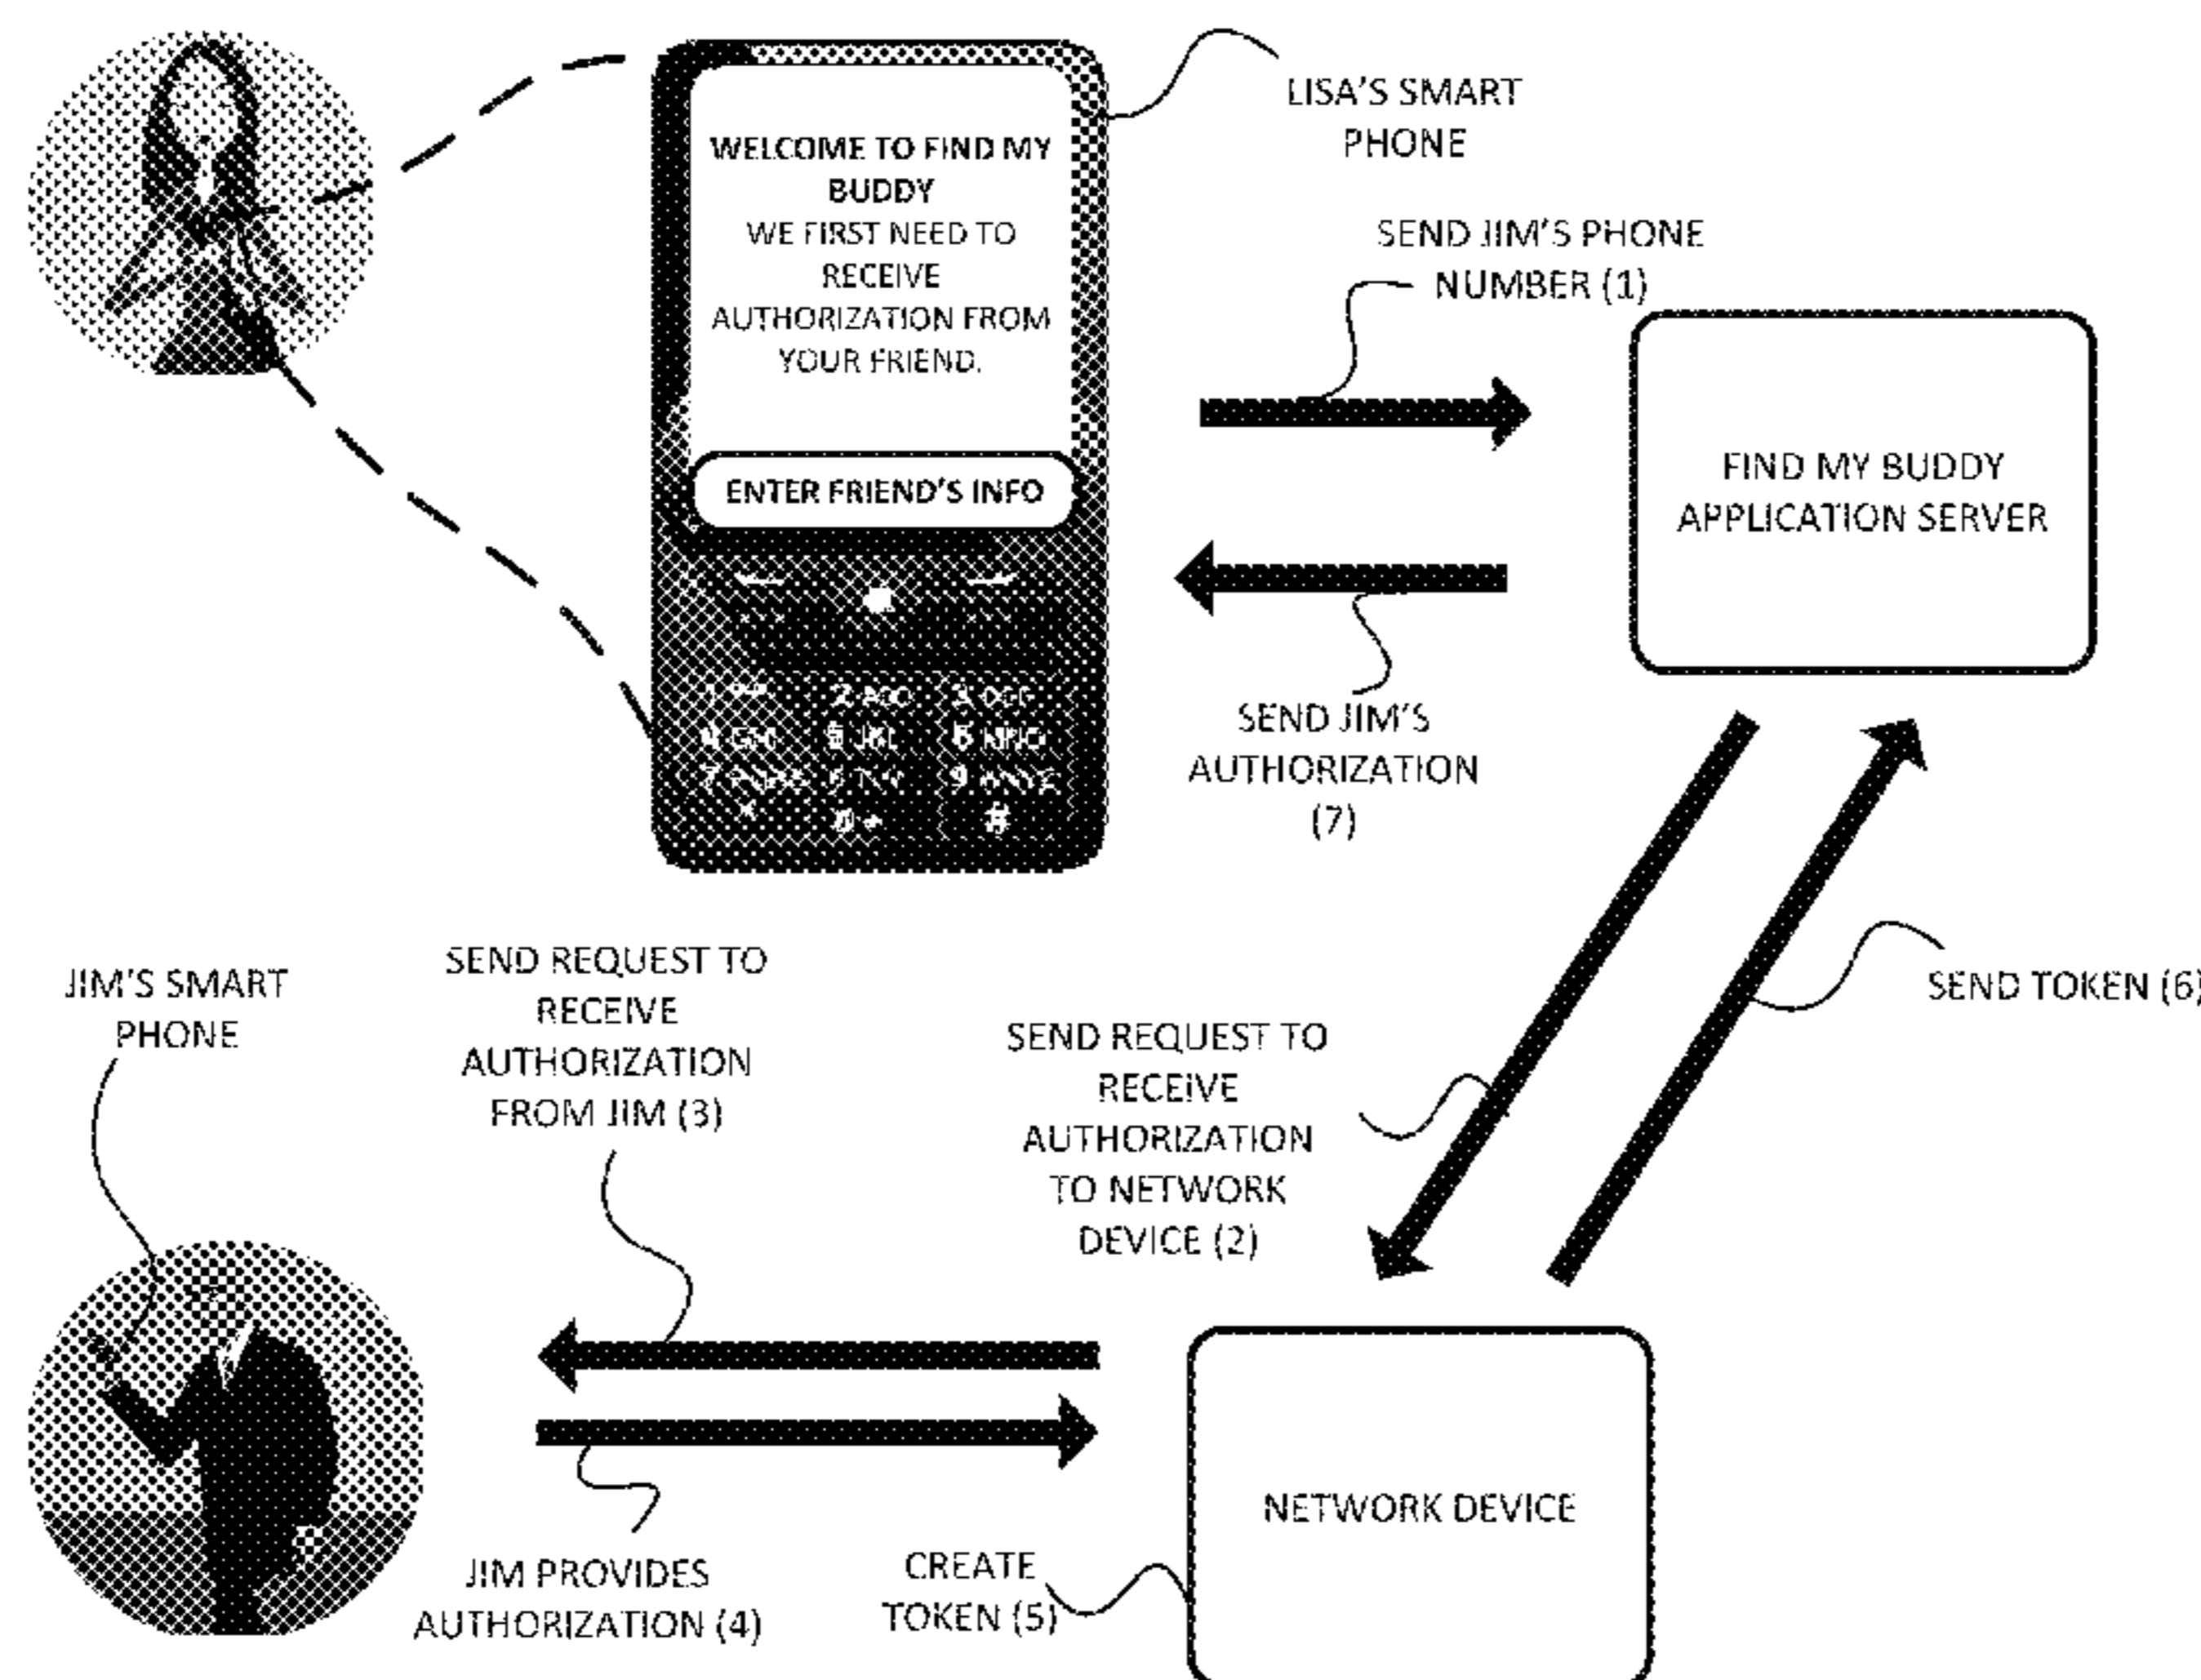 LISA'S SMART
PHONE
WELCOME TO FIND MY
BUDDY
WE FIRST NEED TO
RECEIVE
AUTHORIZATION FROM
YOUR FRIEND.
ENTER FRIEND'S INFO
SEND JIM'S PHONE
NUMBER (1)
FIND MY BUDDY
APPLICATION SERVER
SEND JIM'S
AUTHORIZATION
(7)
JIM'S SMART
PHONE
SEND REQUEST TO
RECEIVE
AUTHORIZATION
FROM JIM (3)
SEND REQUEST TO
RECEIVE
AUTHORIZATION
TO NETWORK
DEVICE (2)
SEND TOKEN (6)
JIM PROVIDES
AUTHORIZATION (4)
CREATE
TOKEN (5)
NETWORK DEVICE